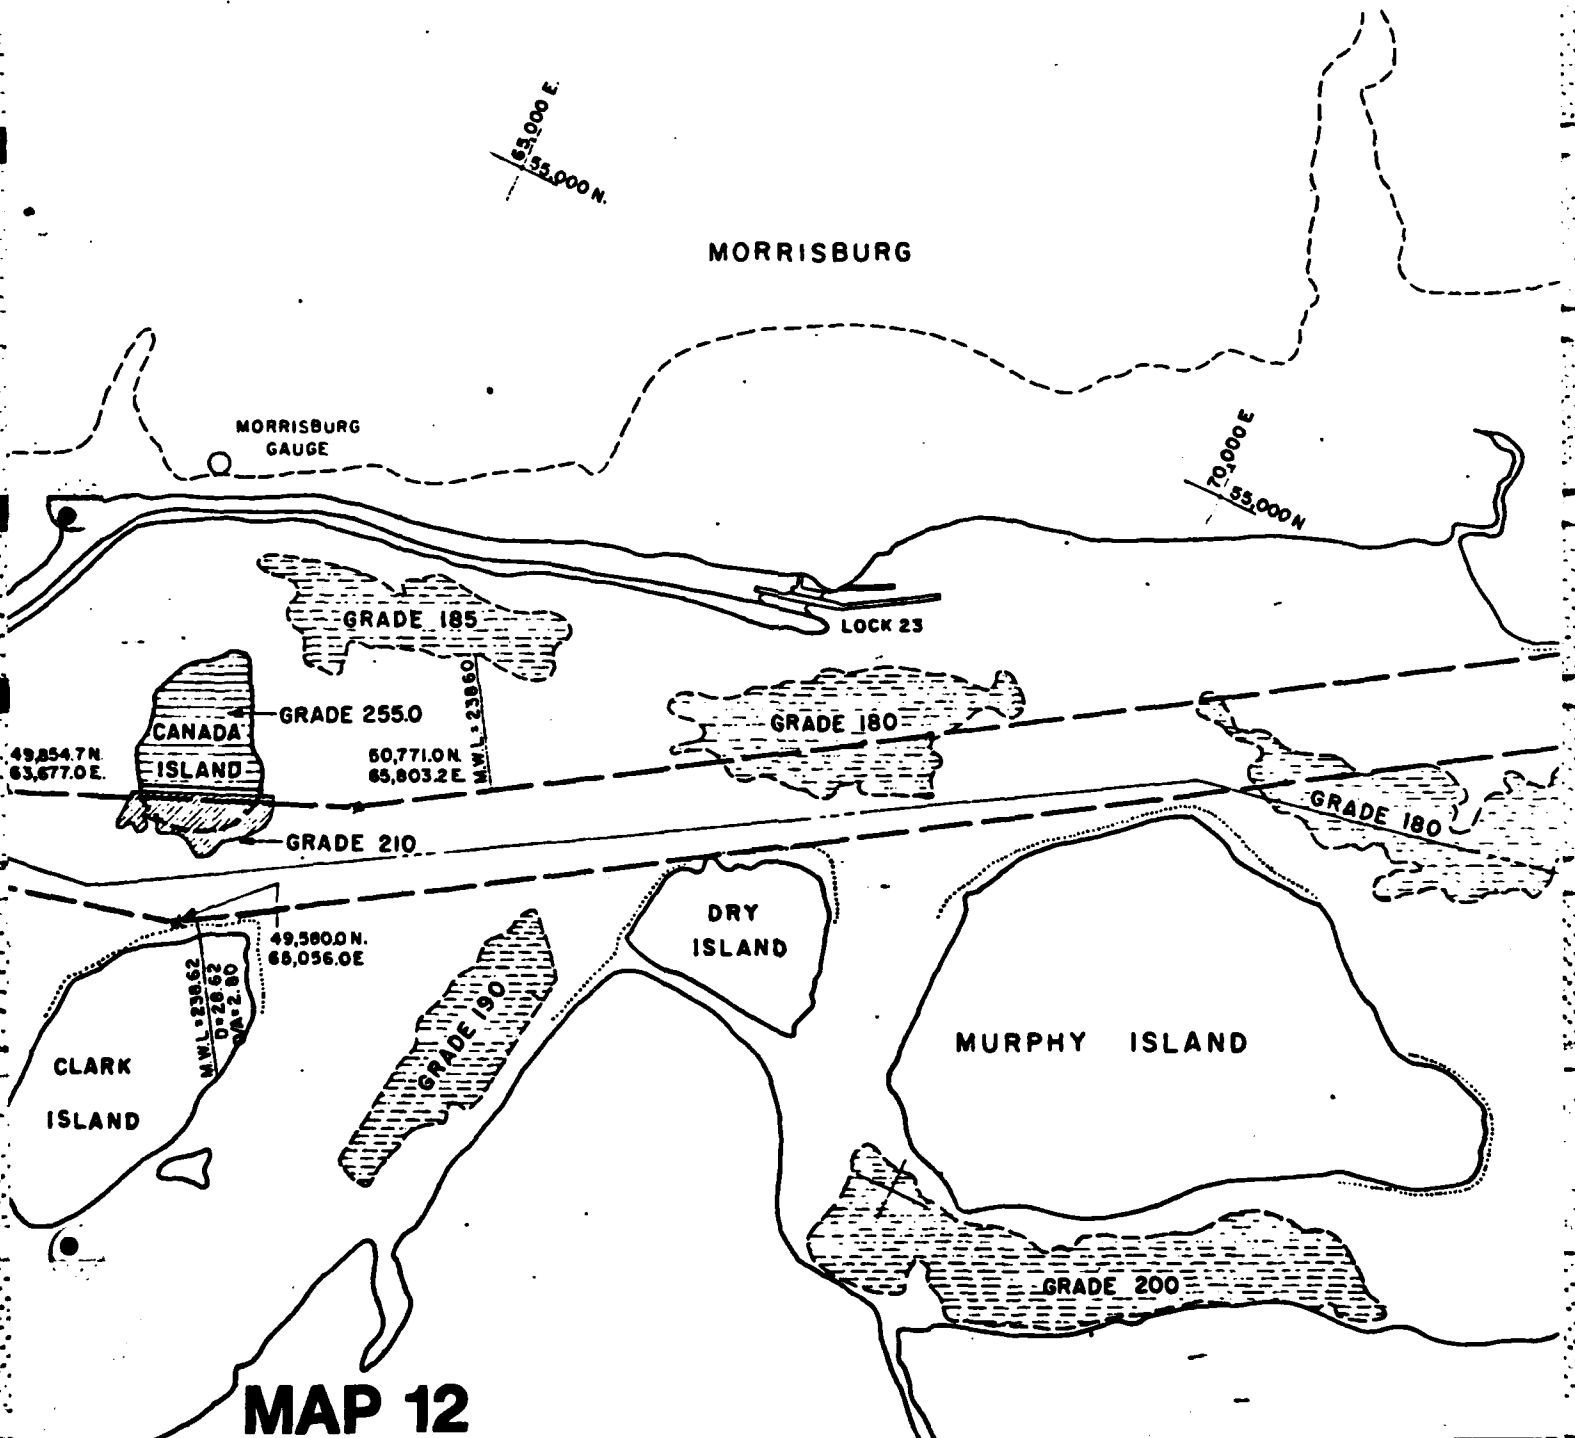 65,000 E.
55,000 N.
MORRISBURG
MORRISBURG
GAUGE
70,000 E
55,000 N
GRADE 185
LOCK 23
M.W.L.= 238.60
GRADE 255.0
CANADA
ISLAND
49,854.7 N.
63,677.0 E.
50,771.0 N.
65,803.2 E.
GRADE 180
GRADE 180
GRADE 210
DRY
ISLAND
49,580.0 N.
65,056.0 E
M.W.L.= 238.62
D=28.62
D/A=2.80
GRADE 190
CLARK
ISLAND
MURPHY ISLAND
GRADE 200
MAP 12